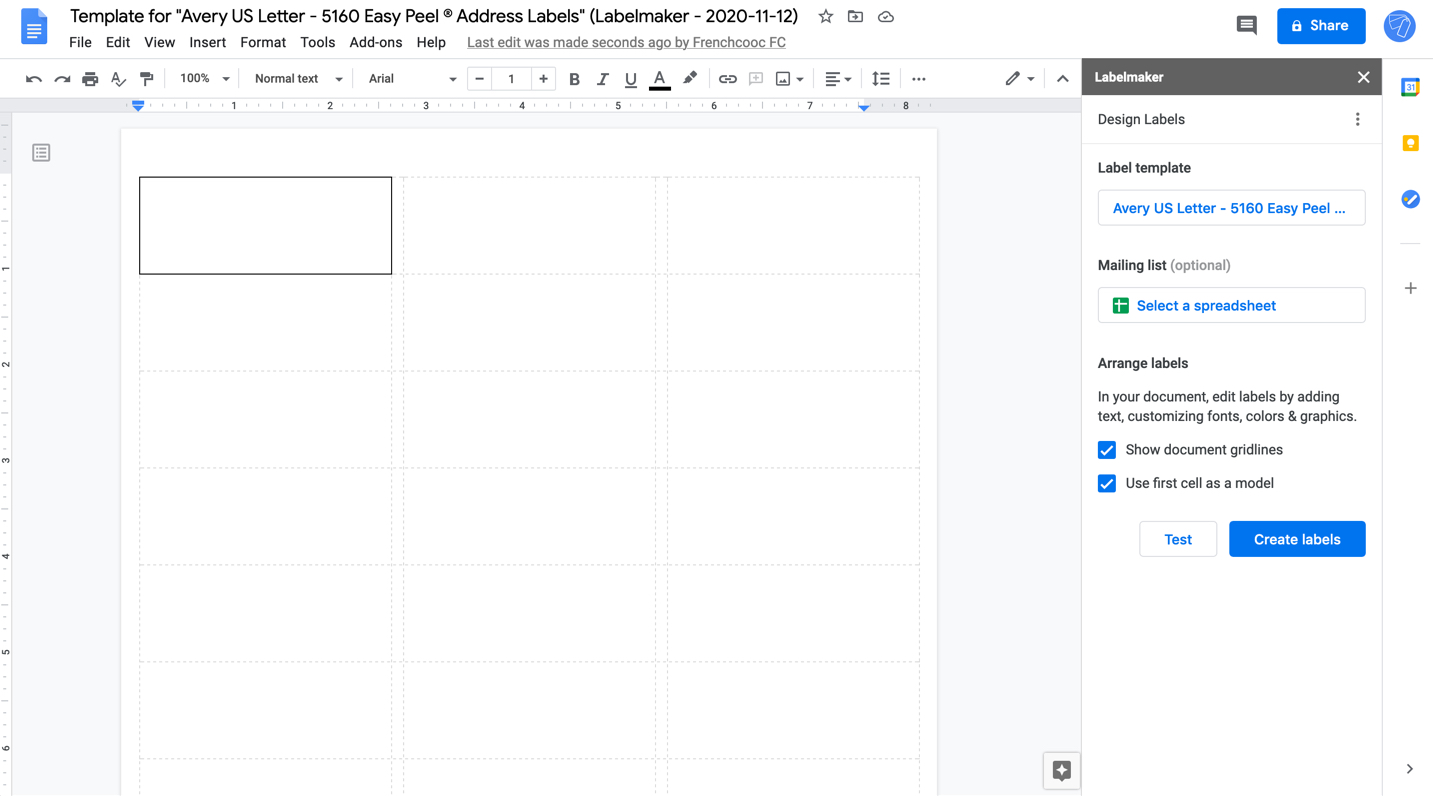 Template for "Avery US Letter - 5160 Easy Peel ® Address Labels" (Labelmaker - 2020-11-12)
File Edit View Insert Format Tools Add-ons Help Last edit was made seconds ago by Frenchcooc FC
Share
100% Normal text Arial 1
1 2 3 4 5 6 7 8
1
2
3
4
5
6
Labelmaker
31
Design Labels
Label template
Avery US Letter - 5160 Easy Peel ...
Mailing list (optional)
Select a spreadsheet
Arrange labels
In your document, edit labels by adding
text, customizing fonts, colors & graphics.
Show document gridlines
Use first cell as a model
Test Create labels